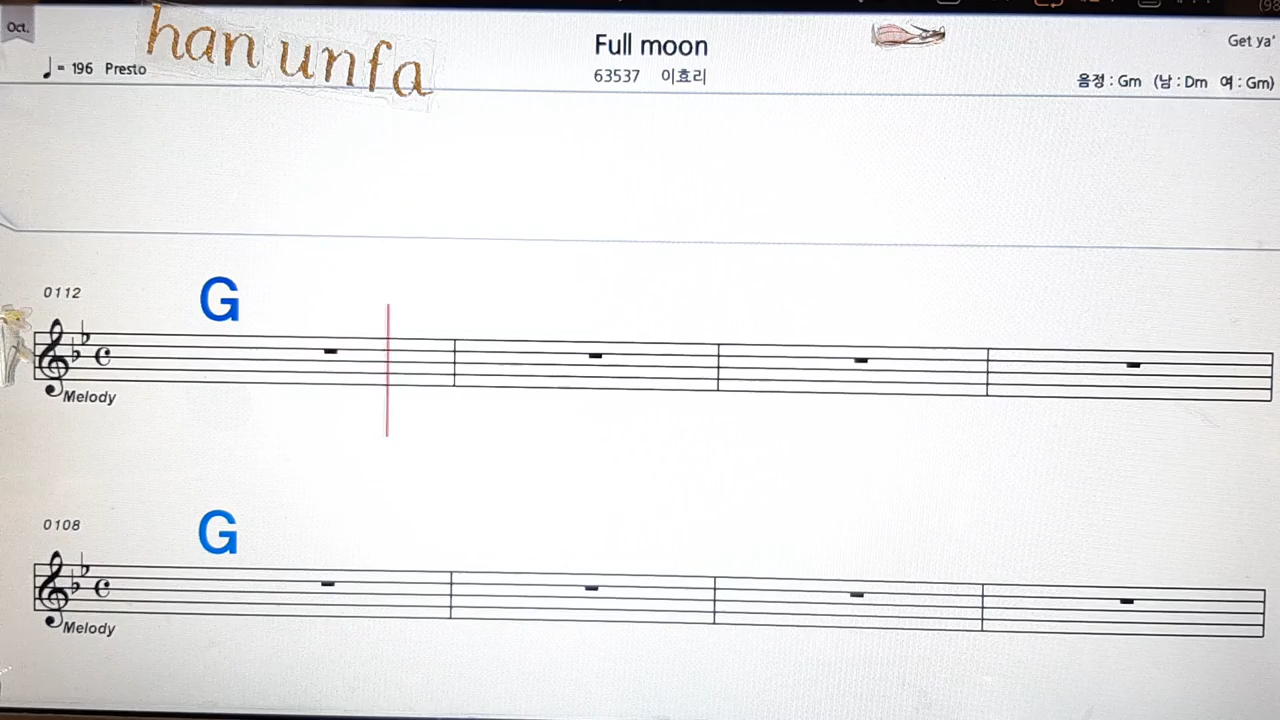 Oct.
han unfa
Full moon
Get ya'
♩= 196 Presto
63537 이효리
음정 : Gm (남 : Dm 여 : Gm)
0112
G
Melody
0108
G
Melody